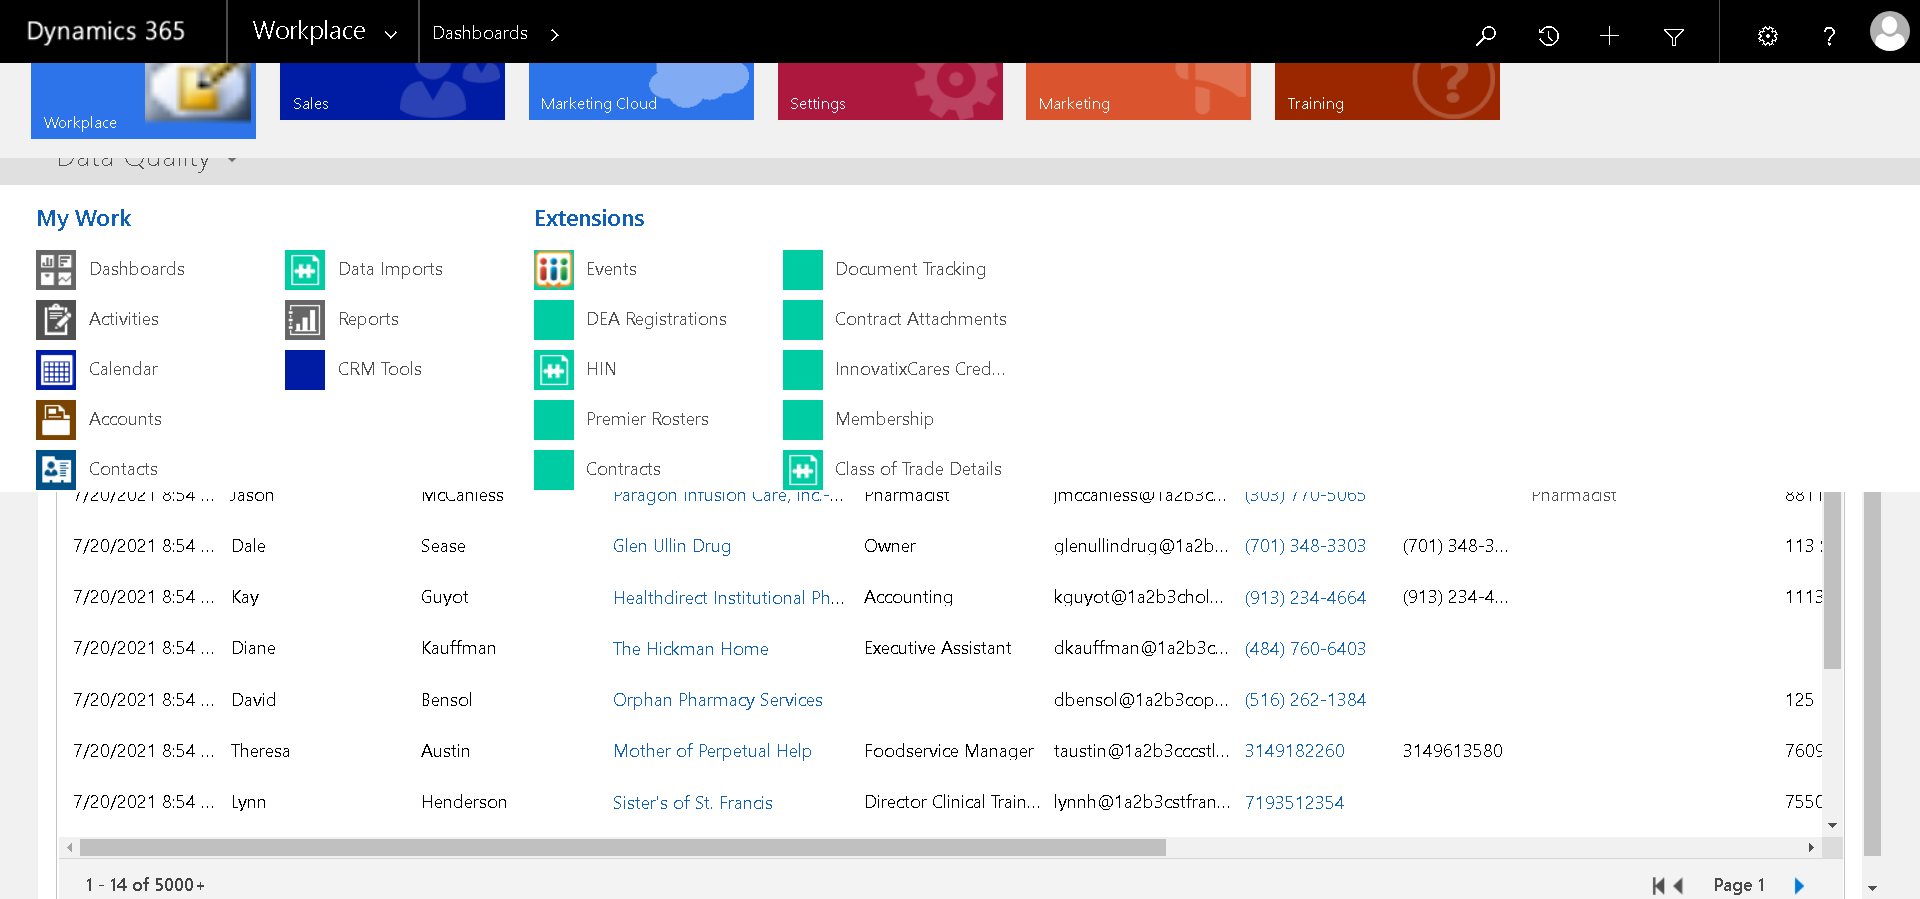 Dynamics 365 Workplace Dashboards
Workplace Sales Marketing Cloud Settings Marketing Training
Data Quality
My Work Extensions
Dashboards Data Imports Events Document Tracking
Activities Reports DEA Registrations Contract Attachments
Calendar CRM Tools HIN InnovatixCares Cred...
Accounts Premier Rosters Membership
Contacts Contracts Class of Trade Details
7/20/2021 8:54 ... Jason McCanless Paragon Infusion Care, Inc.-... Pharmacist jmccanless@1a2b3c... (303) 770-5065 Pharmacist 8811
7/20/2021 8:54 ... Dale Sease Glen Ullin Drug Owner glenullindrug@1a2b... (701) 348-3303 (701) 348-3... 113
7/20/2021 8:54 ... Kay Guyot Healthdirect Institutional Ph... Accounting kguyot@1a2b3chol... (913) 234-4664 (913) 234-4... 1113
7/20/2021 8:54 ... Diane Kauffman The Hickman Home Executive Assistant dkauffman@1a2b3c... (484) 760-6403
7/20/2021 8:54 ... David Bensol Orphan Pharmacy Services dbensol@1a2b3cop... (516) 262-1384 125
7/20/2021 8:54 ... Theresa Austin Mother of Perpetual Help Foodservice Manager taustin@1a2b3cccstl... 3149182260 3149613580 7609
7/20/2021 8:54 ... Lynn Henderson Sister's of St. Francis Director Clinical Train... lynnh@1a2b3cstfran... 7193512354 7550
1 - 14 of 5000+ Page 1